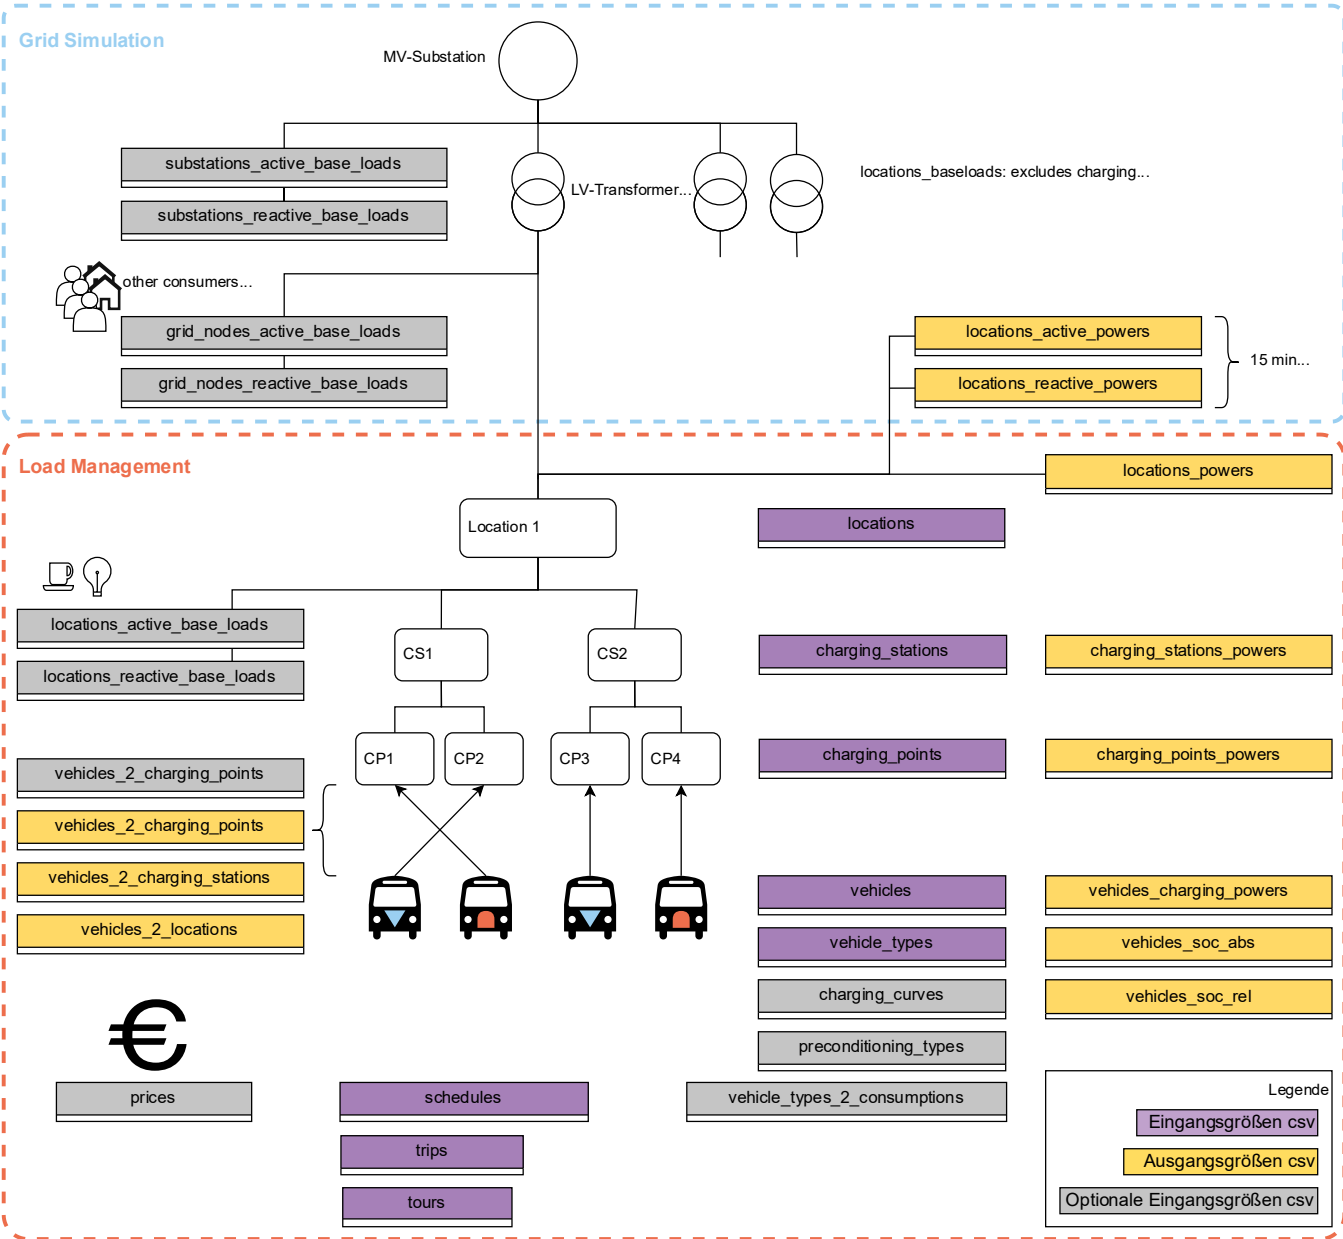 Grid Simulation
MV-Substation
substations_active_base_loads
substations_reactive_base_loads
LV-Transformer...
locations_baseloads: excludes charging...
other consumers...
grid_nodes_active_base_loads
grid_nodes_reactive_base_loads
locations_active_powers
locations_reactive_powers
15 min...
Load Management
locations_powers
Location 1
locations
locations_active_base_loads
locations_reactive_base_loads
CS1
CS2
charging_stations
charging_stations_powers
CP1
CP2
CP3
CP4
charging_points
charging_points_powers
vehicles_2_charging_points
vehicles_2_charging_points
vehicles_2_charging_stations
vehicles_2_locations
vehicles
vehicles_charging_powers
vehicle_types
vehicles_soc_abs
charging_curves
vehicles_soc_rel
preconditioning_types
€
prices
schedules
vehicle_types_2_consumptions
trips
tours
Legende
Eingangsgrößen csv
Ausgangsgrößen csv
Optionale Eingangsgrößen csv